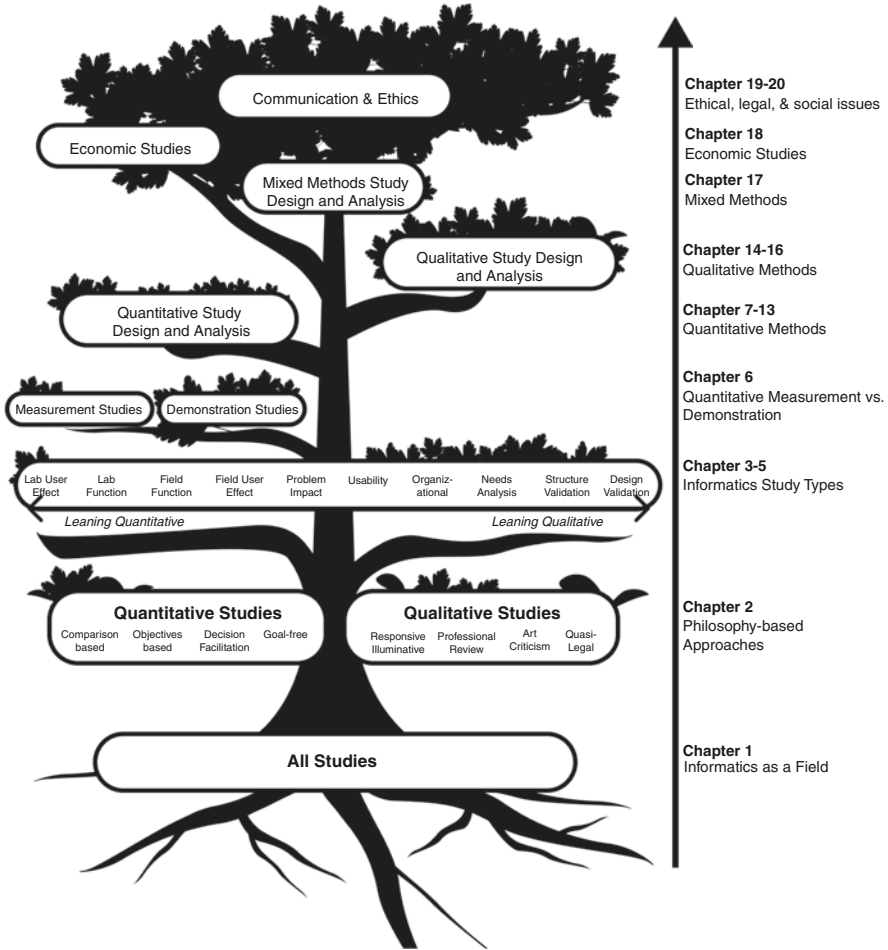 Communication & Ethics
Chapter 19-20
Ethical, legal, & social issues
Economic Studies
Chapter 18
Economic Studies
Mixed Methods Study
Design and Analysis
Chapter 17
Mixed Methods
Qualitative Study Design
and Analysis
Chapter 14-16
Qualitative Methods
Quantitative Study
Design and Analysis
Chapter 7-13
Quantitative Methods
Measurement Studies
Demonstration Studies
Chapter 6
Quantitative Measurement vs.
Demonstration
Lab User
Effect
Lab
Function
Field
Function
Field User
Effect
Problem
Impact
Usability
Organiz-
ational
Needs
Analysis
Structure
Validation
Design
Validation
Chapter 3-5
Informatics Study Types
Leaning Quantitative
Leaning Qualitative
Quantitative Studies
Comparison
based
Objectives
based
Decision
Facilitation
Goal-free
Qualitative Studies
Responsive
Illuminative
Professional
Review
Art
Criticism
Quasi-
Legal
Chapter 2
Philosophy-based
Approaches
All Studies
Chapter 1
Informatics as a Field